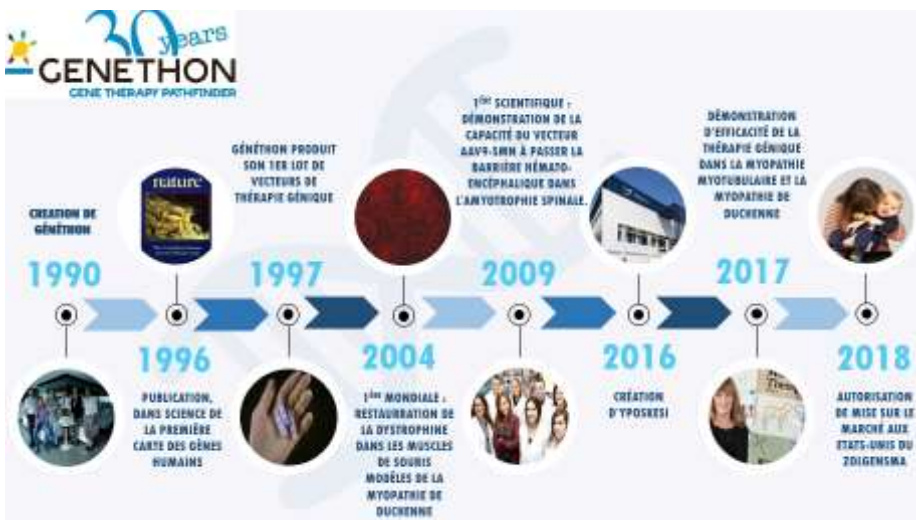 30 years
GENETHON
GENE THERAPY PATHFINDER
CREATION DE
GÉNÉTHON
1990
nature
1996
PUBLICATION,
DANS SCIENCE DE
LA PREMIÈRE
CARTE DES GÈNES
HUMAINS
GÉNÉTHON PRODUIT
SON 1ER LOT DE
VECTEURS DE
THÉRAPIE GÉNIQUE
1997
2004
1ère MONDIALE :
RESTAURRATION DE
LA DYSTROPHINE
DANS LES MUSCLES
DE SOURIS
MODÈLES DE LA
MYOPATHIE DE
DUCHENNE
1ère SCIENTIFIQUE :
DÉMONSTRATION DE LA
CAPACITÉ DU VECTEUR
AAV9-SMN À PASSER LA
BARRIÈRE HÉMATO-
ENCÉPHALIQUE DANS
L'AMYOTROPHIE SPINALE.
2009
2016
CRÉATION
D'YPOSKESI
DÉMONSTRATION
D'EFFICACITÉ DE LA
THÉRAPIE GÉNIQUE
DANS LA MYOPATHIE
MYOTUBULAIRE ET LA
MYOPATHIE DE
DUCHENNE
2017
2018
AUTORISATION
DE MISE SUR LE
MARCHÉ AUX
ETATS-UNIS DU
ZOLGENSMA